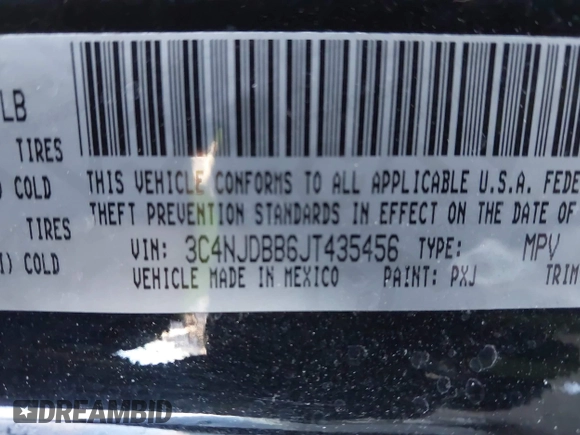 LB
TIRES
) COLD
TIRES
I) COLD
THIS VEHICLE CONFORMS TO ALL APPLICABLE U.S.A. FEDE
THEFT PREVENTION STANDARDS IN EFFECT ON THE DATE OF
VIN: 3C4NJDBB6JT435456 TYPE: MPV
VEHICLE MADE IN MEXICO PAINT: PXJ TRIM
DREAMBID